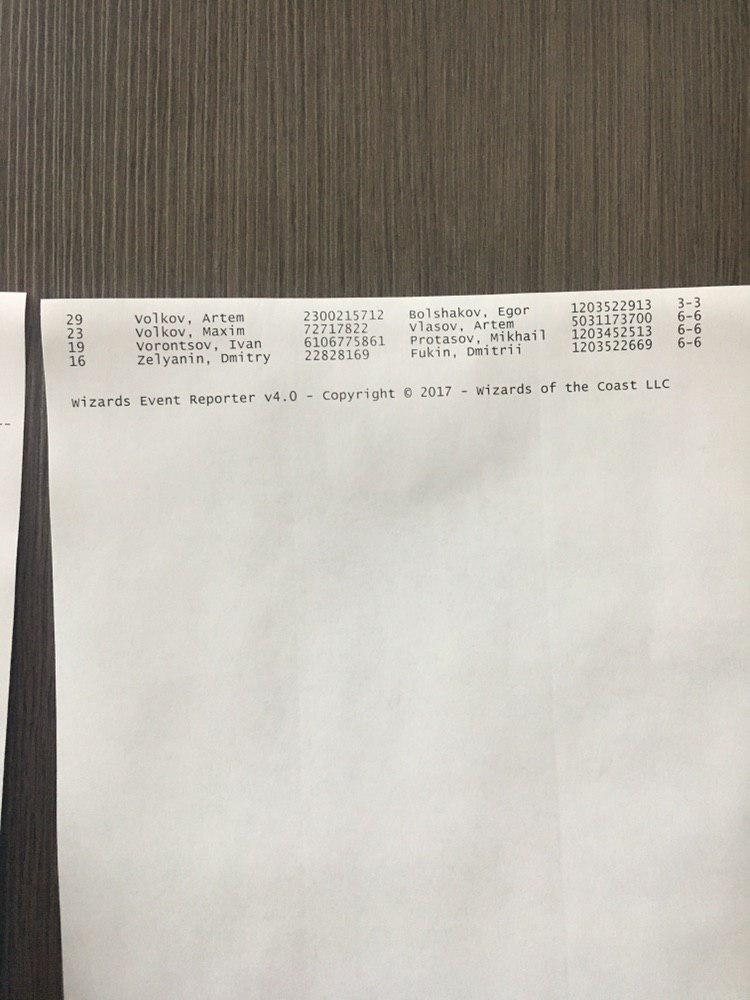 29 Volkov, Artem 2300215712 Bolshakov, Egor 1203522913 3-3
23 Volkov, Maxim 72717822 Vlasov, Artem 5031173700 6-6
19 Vorontsov, Ivan 6106775861 Protasov, Mikhail 1203452513 6-6
16 Zelyanin, Dmitry 22828169 Fukin, Dmitrii 1203522669 6-6
Wizards Event Reporter v4.0 - Copyright © 2017 - Wizards of the Coast LLC
--